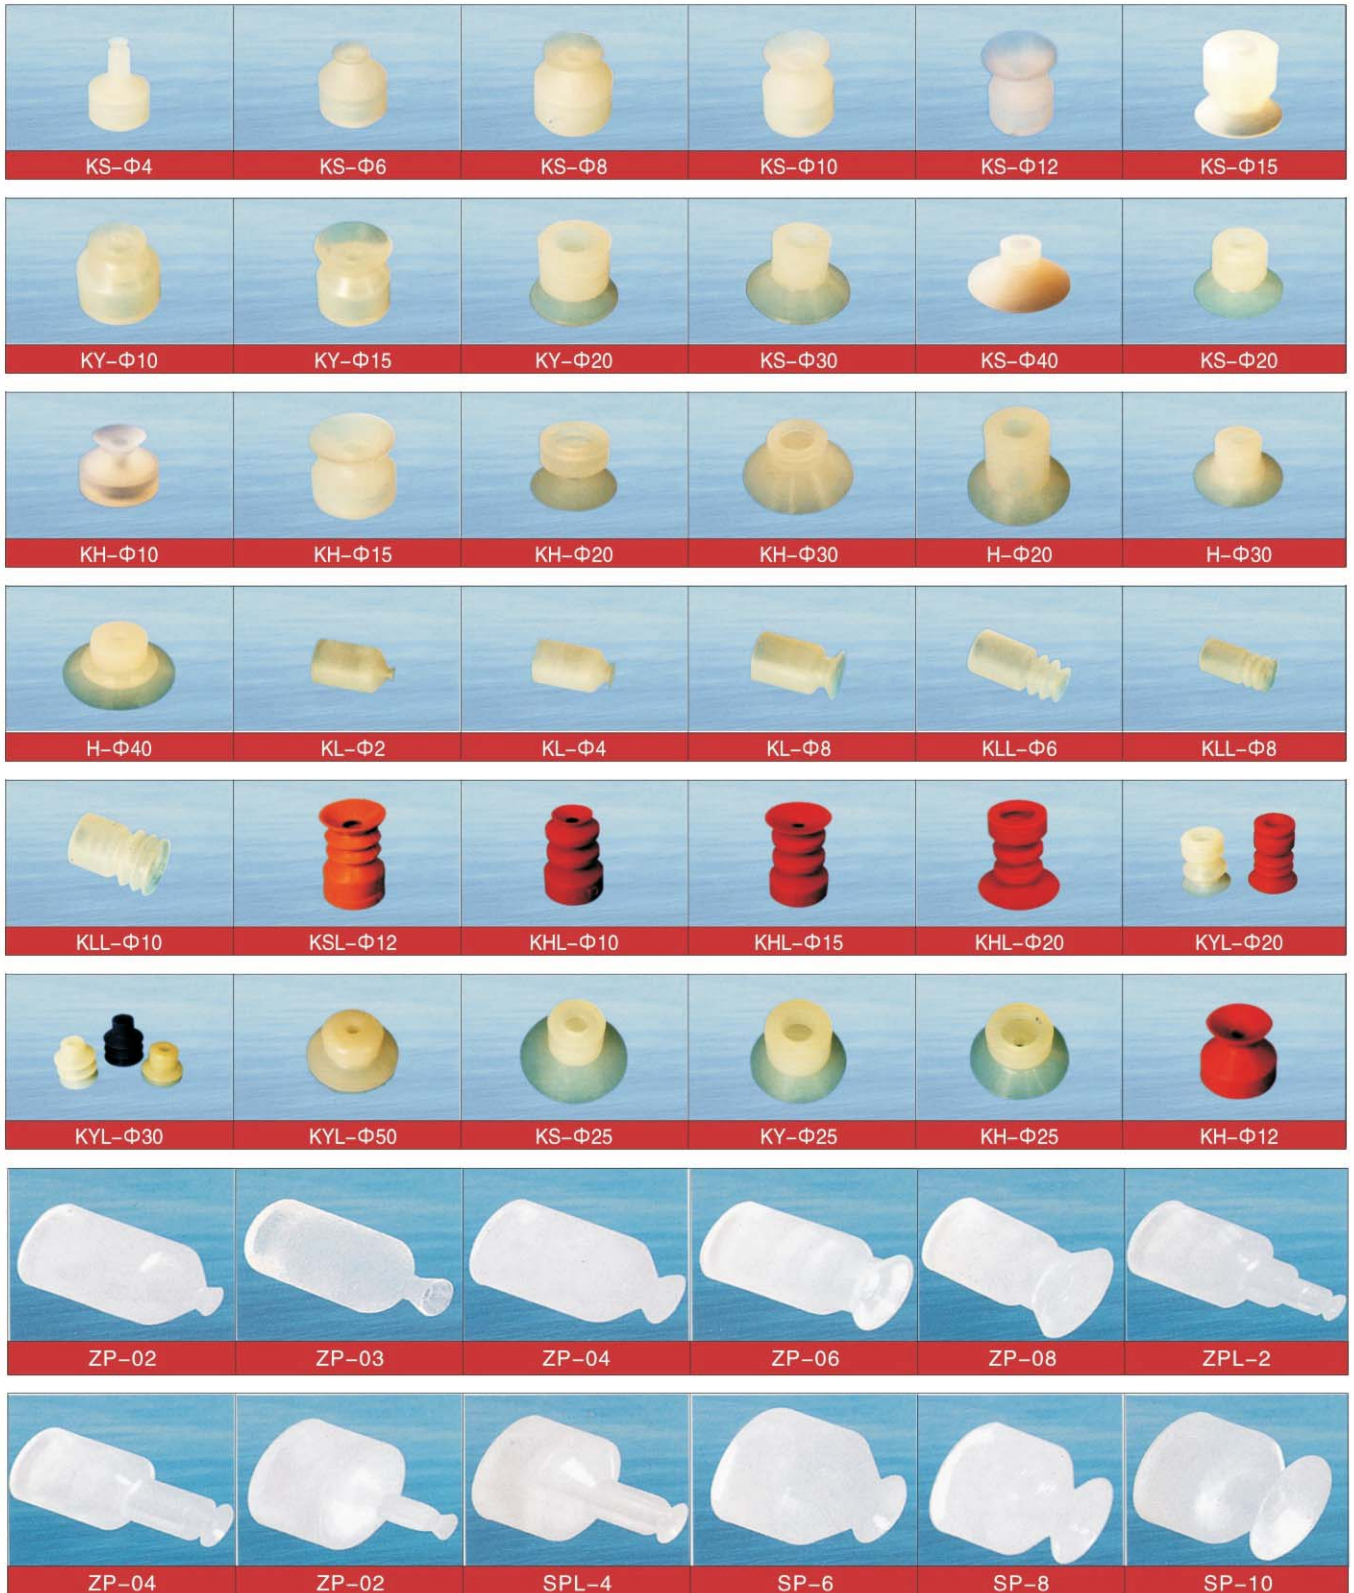 KS-Φ4 KS-Φ6 KS-Φ8 KS-Φ10 KS-Φ12 KS-Φ15
KY-Φ10 KY-Φ15 KY-Φ20 KS-Φ30 KS-Φ40 KS-Φ20
KH-Φ10 KH-Φ15 KH-Φ20 KH-Φ30 H-Φ20 H-Φ30
H-Φ40 KL-Φ2 KL-Φ4 KL-Φ8 KLL-Φ6 KLL-Φ8
KLL-Φ10 KSL-Φ12 KHL-Φ10 KHL-Φ15 KHL-Φ20 KYL-Φ20
KYL-Φ30 KYL-Φ50 KS-Φ25 KY-Φ25 KH-Φ25 KH-Φ12
ZP-02 ZP-03 ZP-04 ZP-06 ZP-08 ZPL-2
ZP-04 ZP-02 SPL-4 SP-6 SP-8 SP-10